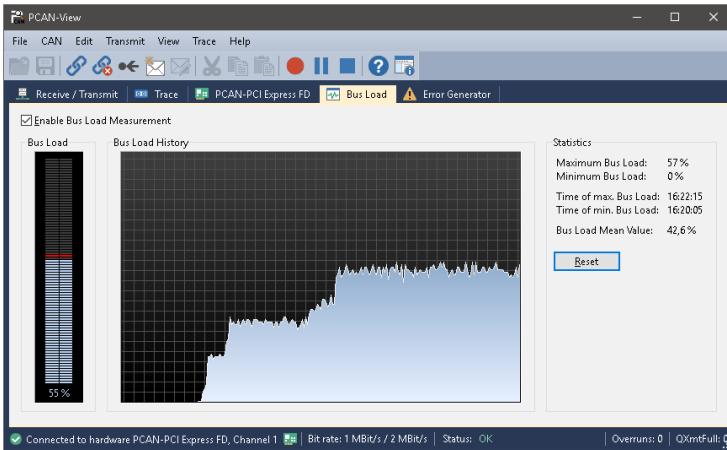 PCAN-View
File CAN Edit Transmit View Trace Help
Receive / Transmit Trace PCAN-PCI Express FD Bus Load Error Generator
Enable Bus Load Measurement
Bus Load Bus Load History Statistics
Maximum Bus Load: 57 %
Minimum Bus Load: 0 %
Time of max. Bus Load: 16:22:15
Time of min. Bus Load: 16:20:05
Bus Load Mean Value: 42,6 %
Reset
55 %
Connected to hardware PCAN-PCI Express FD, Channel 1 Bit rate: 1 MBit/s / 2 MBit/s Status: OK Overruns: 0 QXmtFull: